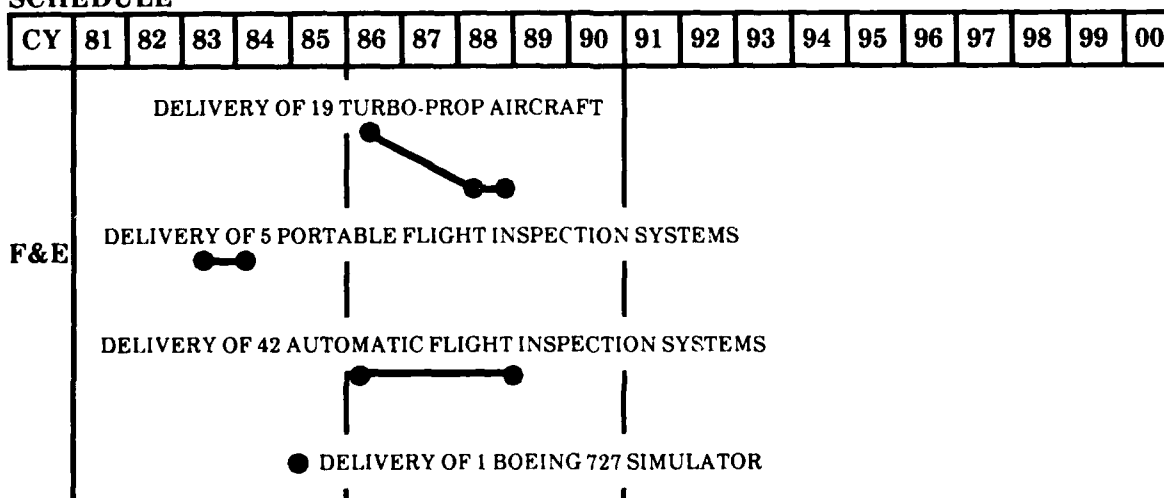 SCHEDULE
CY 81 82 83 84 85 86 87 88 89 90 91 92 93 94 95 96 97 98 99 00
DELIVERY OF 19 TURBO-PROP AIRCRAFT
DELIVERY OF 5 PORTABLE FLIGHT INSPECTION SYSTEMS
F&E
DELIVERY OF 42 AUTOMATIC FLIGHT INSPECTION SYSTEMS
DELIVERY OF 1 BOEING 727 SIMULATOR